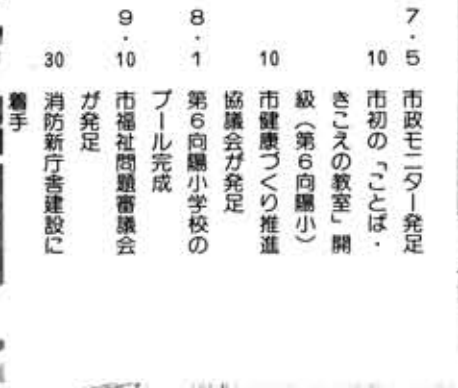 7・5 市政モニター発足
10 市初の「ことば・
きこえの教室」開
級（第6向陽小）
10 市健康づくり推進
協議会が発足
8・1 第6向陽小学校の
プール完成
9・10 市福祉問題審議会
が発足
30 消防新庁舎建設に
着手